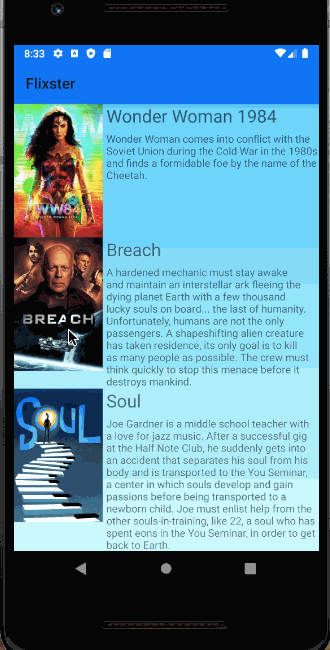 8:33
Flixster
Wonder Woman 1984
Wonder Woman comes into conflict with the
Soviet Union during the Cold War in the 1980s
and finds a formidable foe by the name of the
Cheetah.
WW84
Breach
A hardened mechanic must stay awake
and maintain an interstellar ark fleeing the
dying planet Earth with a few thousand
lucky souls on board... the last of humanity.
Unfortunately, humans are not the only
passengers. A shapeshifting alien creature
has taken residence, its only goal is to kill
as many people as possible. The crew must
think quickly to stop this menace before it
destroys mankind.
BREACH
Soul
Joe Gardner is a middle school teacher with
a love for jazz music. After a successful gig
at the Half Note Club, he suddenly gets into
an accident that separates his soul from his
body and is transported to the You Seminar,
a center in which souls develop and gain
passions before being transported to a
newborn child. Joe must enlist help from the
other souls-in-training, like 22, a soul who has
spent eons in the You Seminar, in order to get
back to Earth.
SOUL